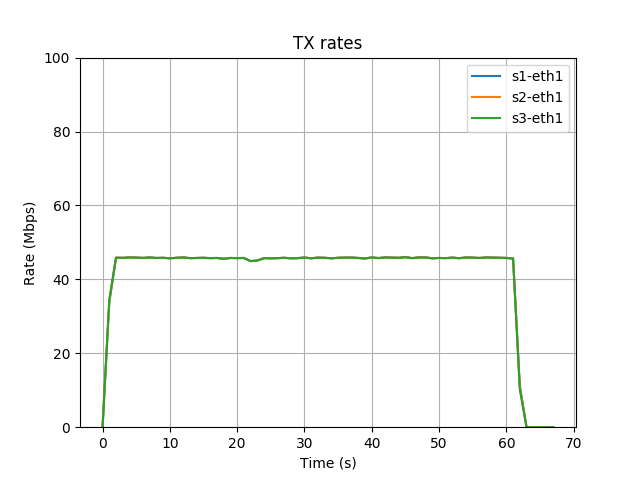 TX rates
100
80
60
40
20
0
Rate (Mbps)
s1-eth1
s2-eth1
s3-eth1
0 10 20 30 40 50 60 70
Time (s)